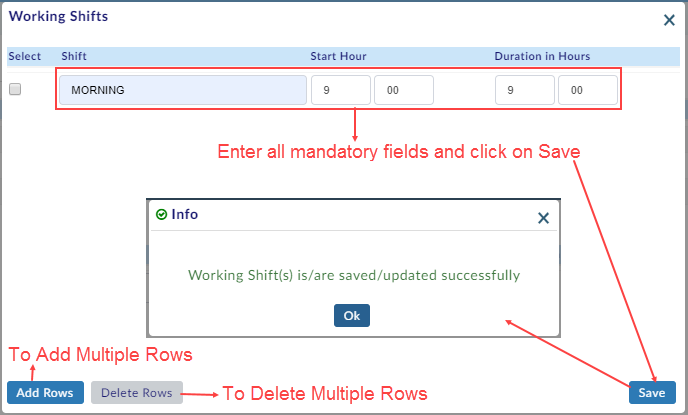 Working Shifts
Select Shift Start Hour Duration in Hours
MORNING 9 00 9 00
Enter all mandatory fields and click on Save
Info
Working Shift(s) is/are saved/updated successfully
Ok
To Add Multiple Rows
Add Rows Delete Rows To Delete Multiple Rows Save